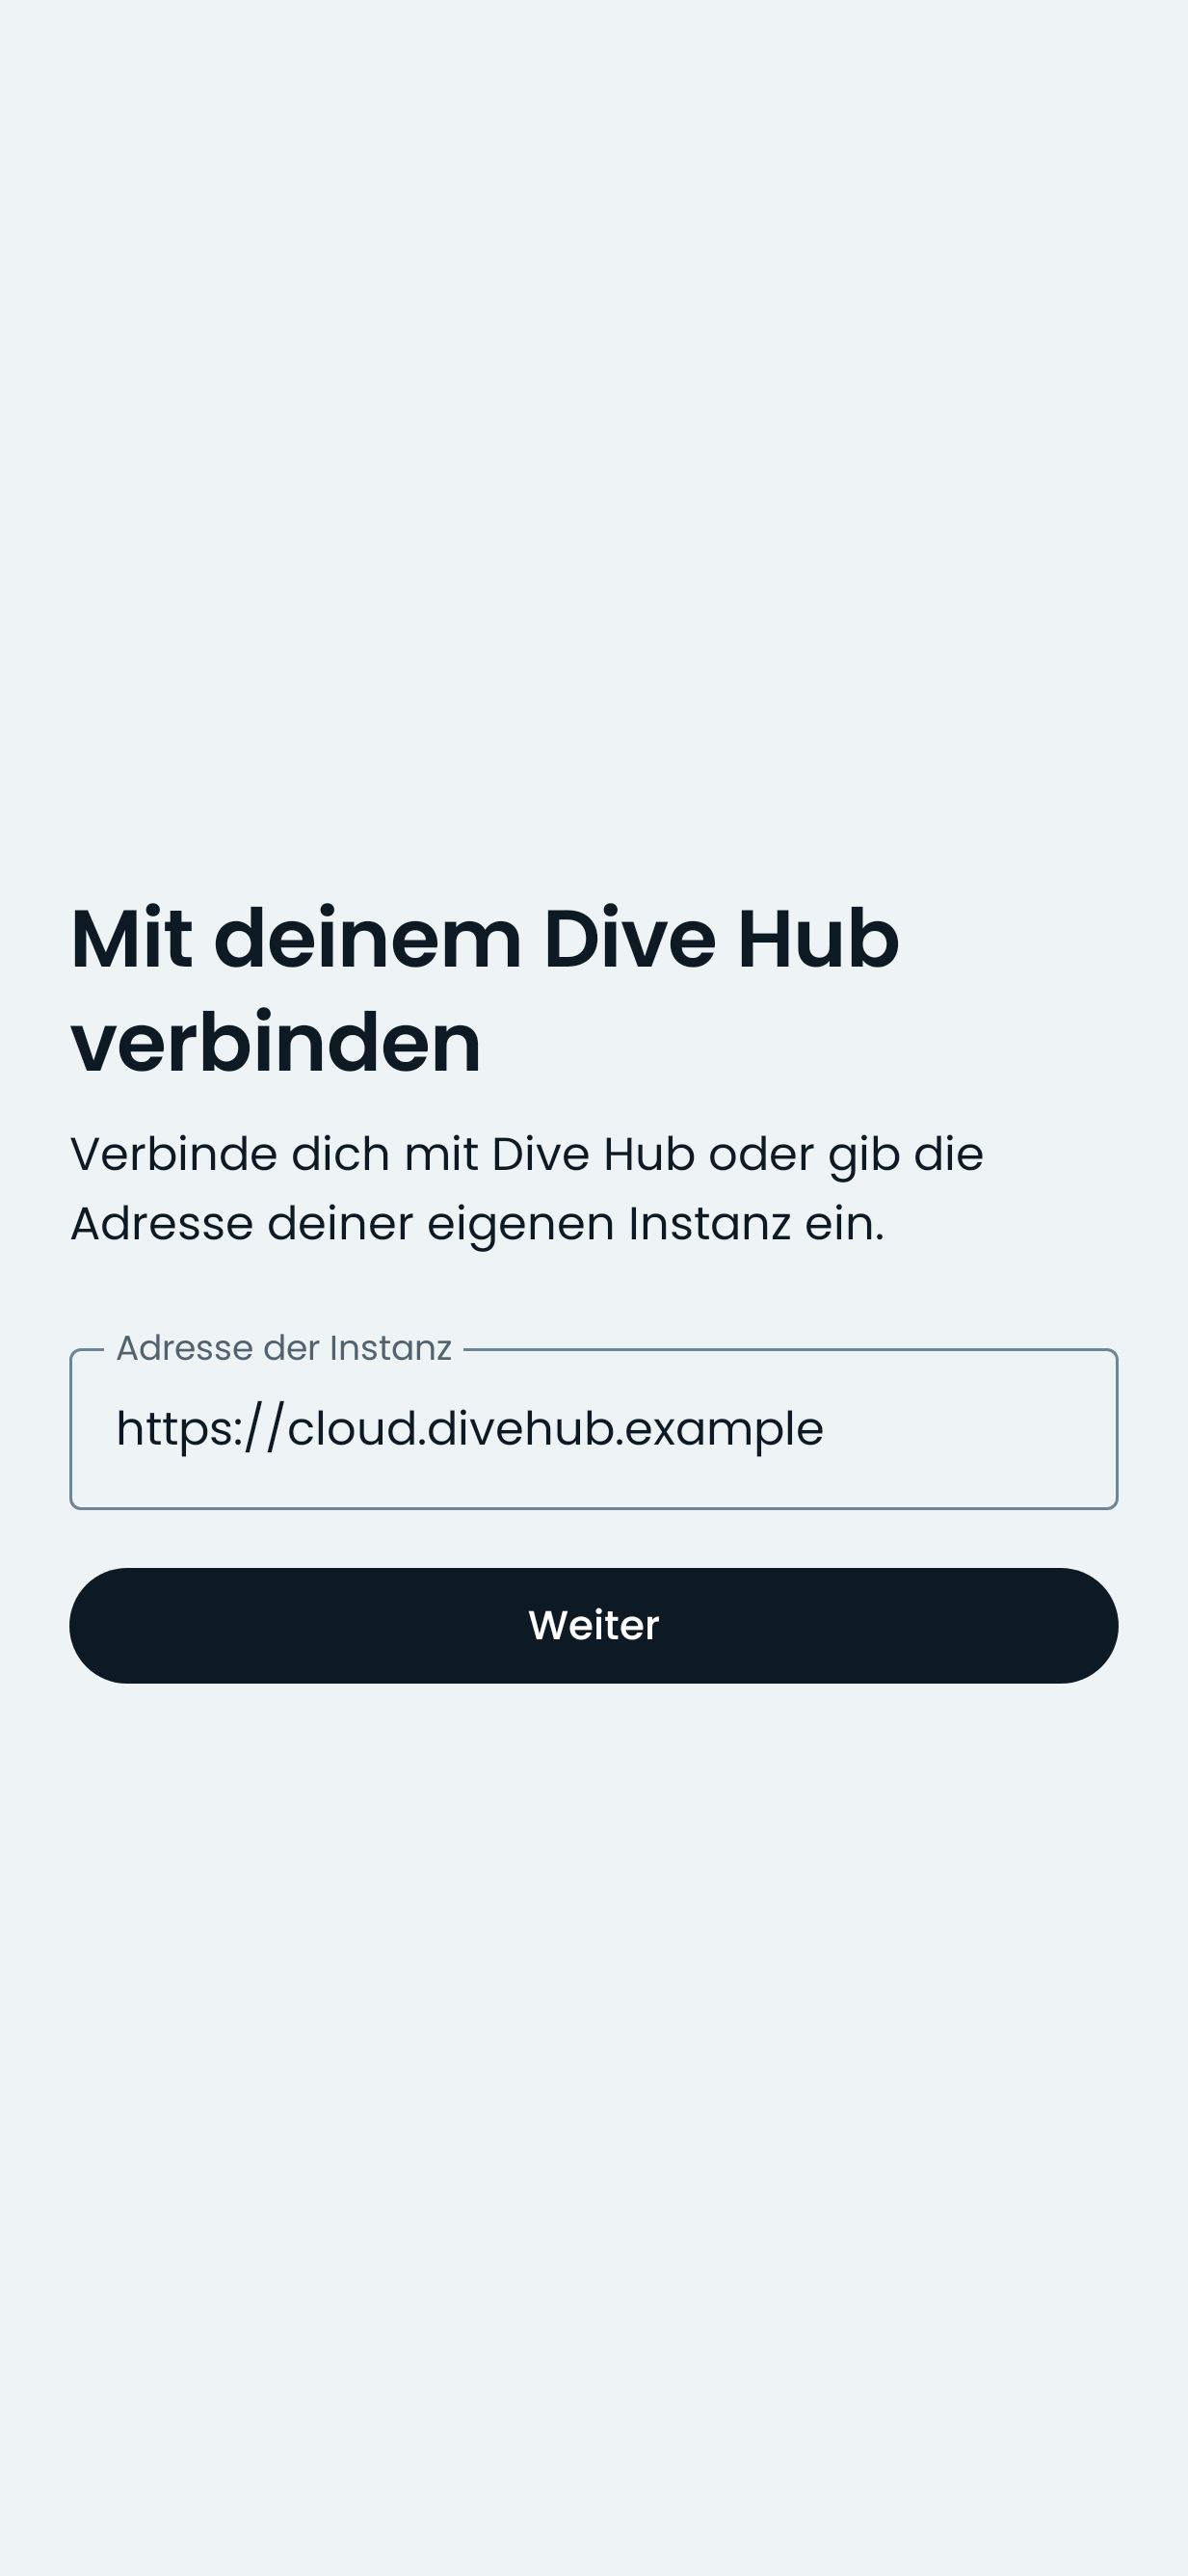 Mit deinem Dive Hub
verbinden
Verbinde dich mit Dive Hub oder gib die
Adresse deiner eigenen Instanz ein.
Adresse der Instanz
https://cloud.divehub.example
Weiter